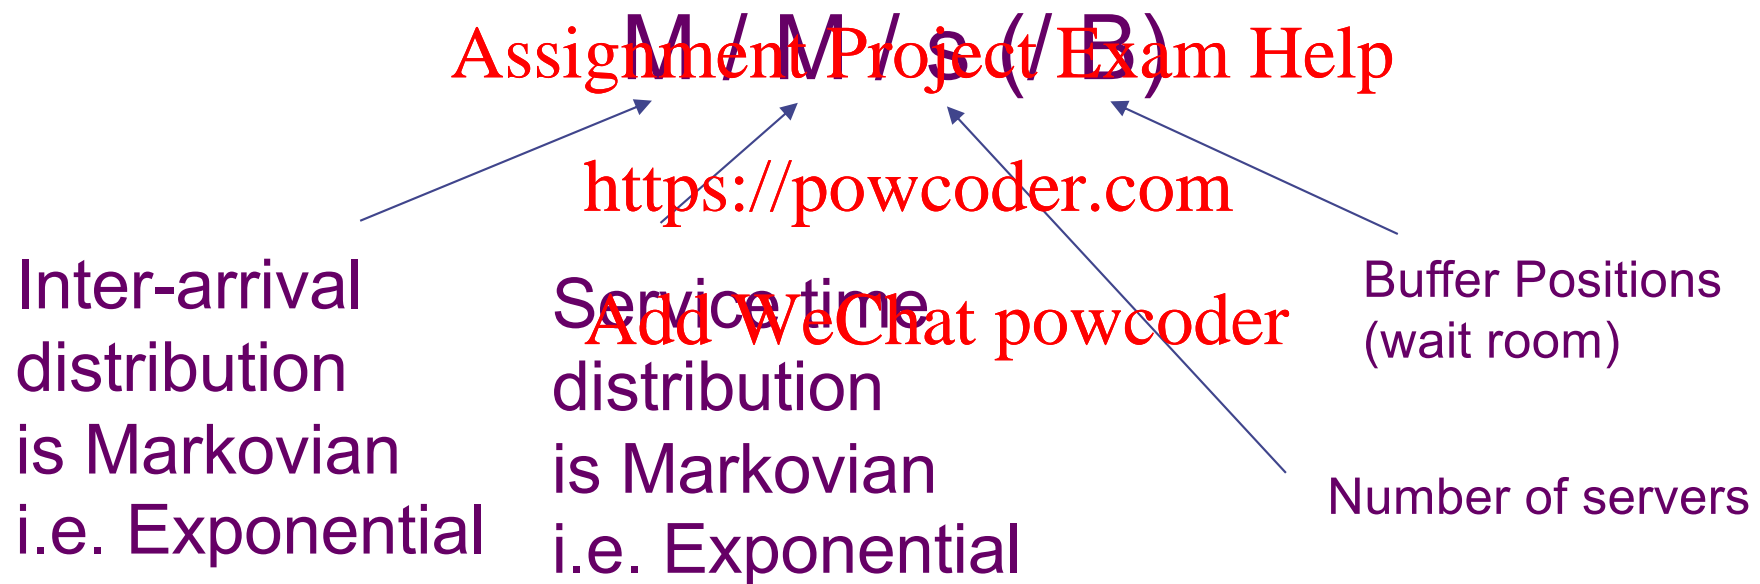 M / M / s (/ B)
Assignment Project Exam Help
https://powcoder.com
Inter-arrival
distribution
is Markovian
i.e. Exponential
Service time
distribution
is Markovian
i.e. Exponential
Add WeChat powcoder
Buffer Positions
(wait room)
Number of servers